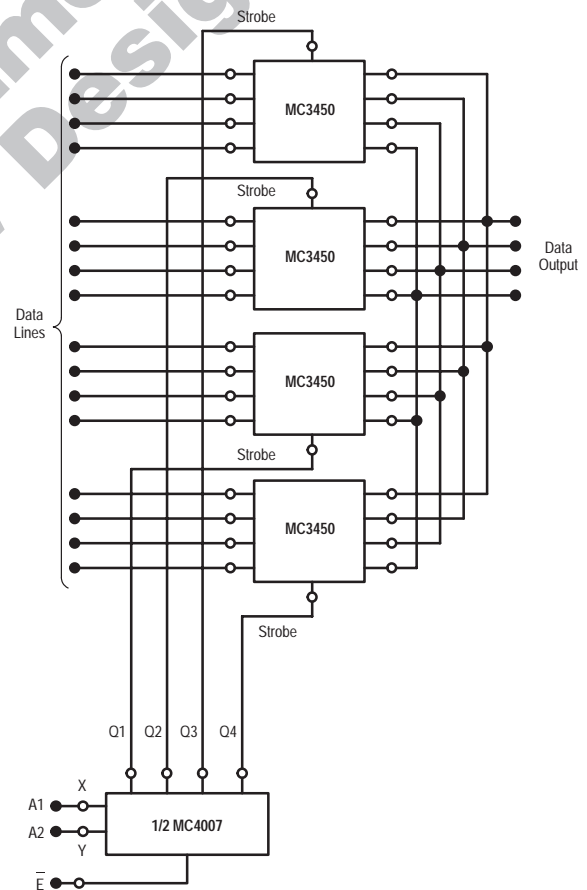 Strobe
MC3450
Strobe
MC3450
Data
Output
Data
Lines
MC3450
Strobe
MC3450
Strobe
Q1 Q2 Q3 Q4
X
A1
1/2 MC4007
A2
Y
E